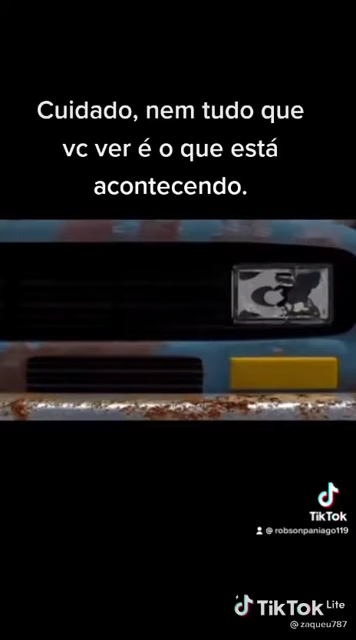 Cuidado, nem tudo que
vc ver é o que está
acontecendo.
TikTok
@ robsonpaniago119
TikTok Lite
@ zaqueu787